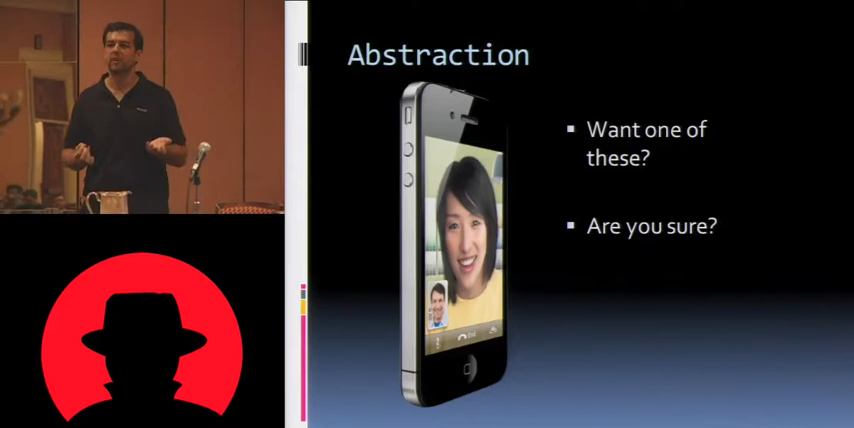 Abstraction
▪ Want one of
these?
▪ Are you sure?